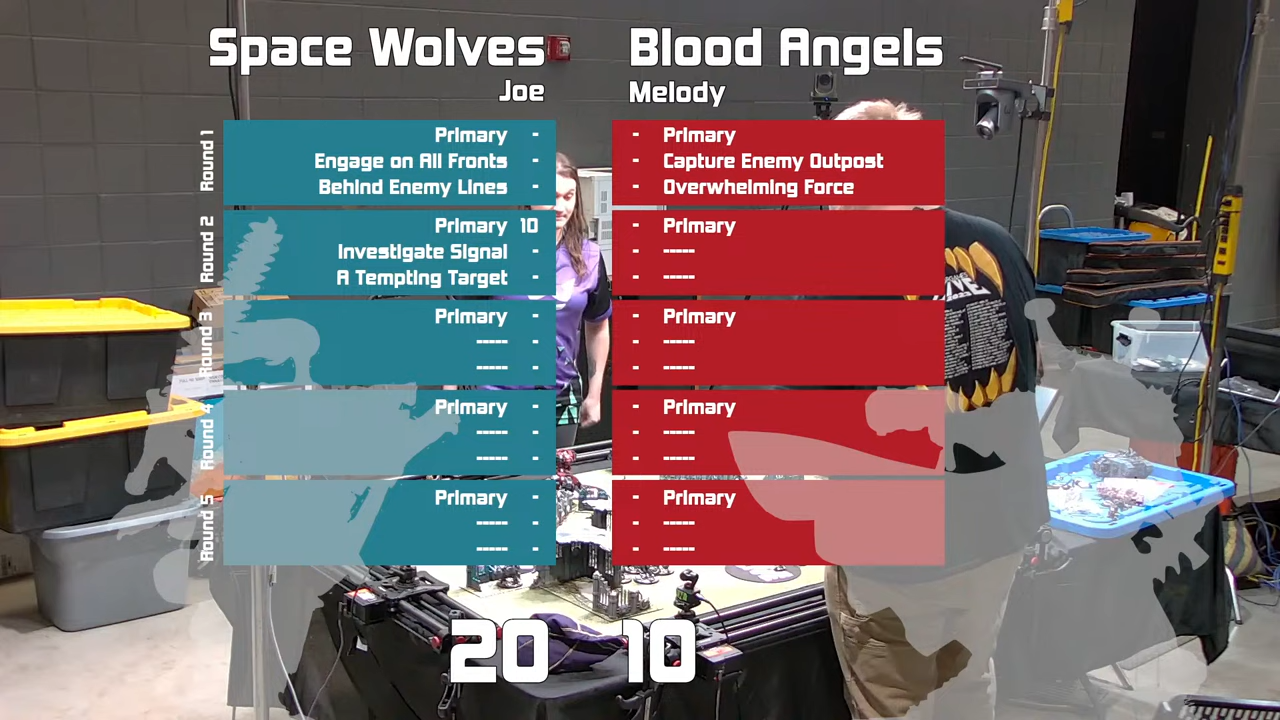 Space Wolves
Joe
Blood Angels
Melody
Round 1
Primary -
Engage on All Fronts -
Behind Enemy Lines -
- Primary
- Capture Enemy Outpost
- Overwhelming Force
Round 2
Primary 10
Investigate Signal -
A Tempting Target -
- Primary
- -----
- -----
Round 3
Primary -
----- -
----- -
- Primary
- -----
- -----
Round 4
Primary -
----- -
----- -
- Primary
- -----
- -----
Round 5
Primary -
----- -
----- -
- Primary
- -----
- -----
20 10